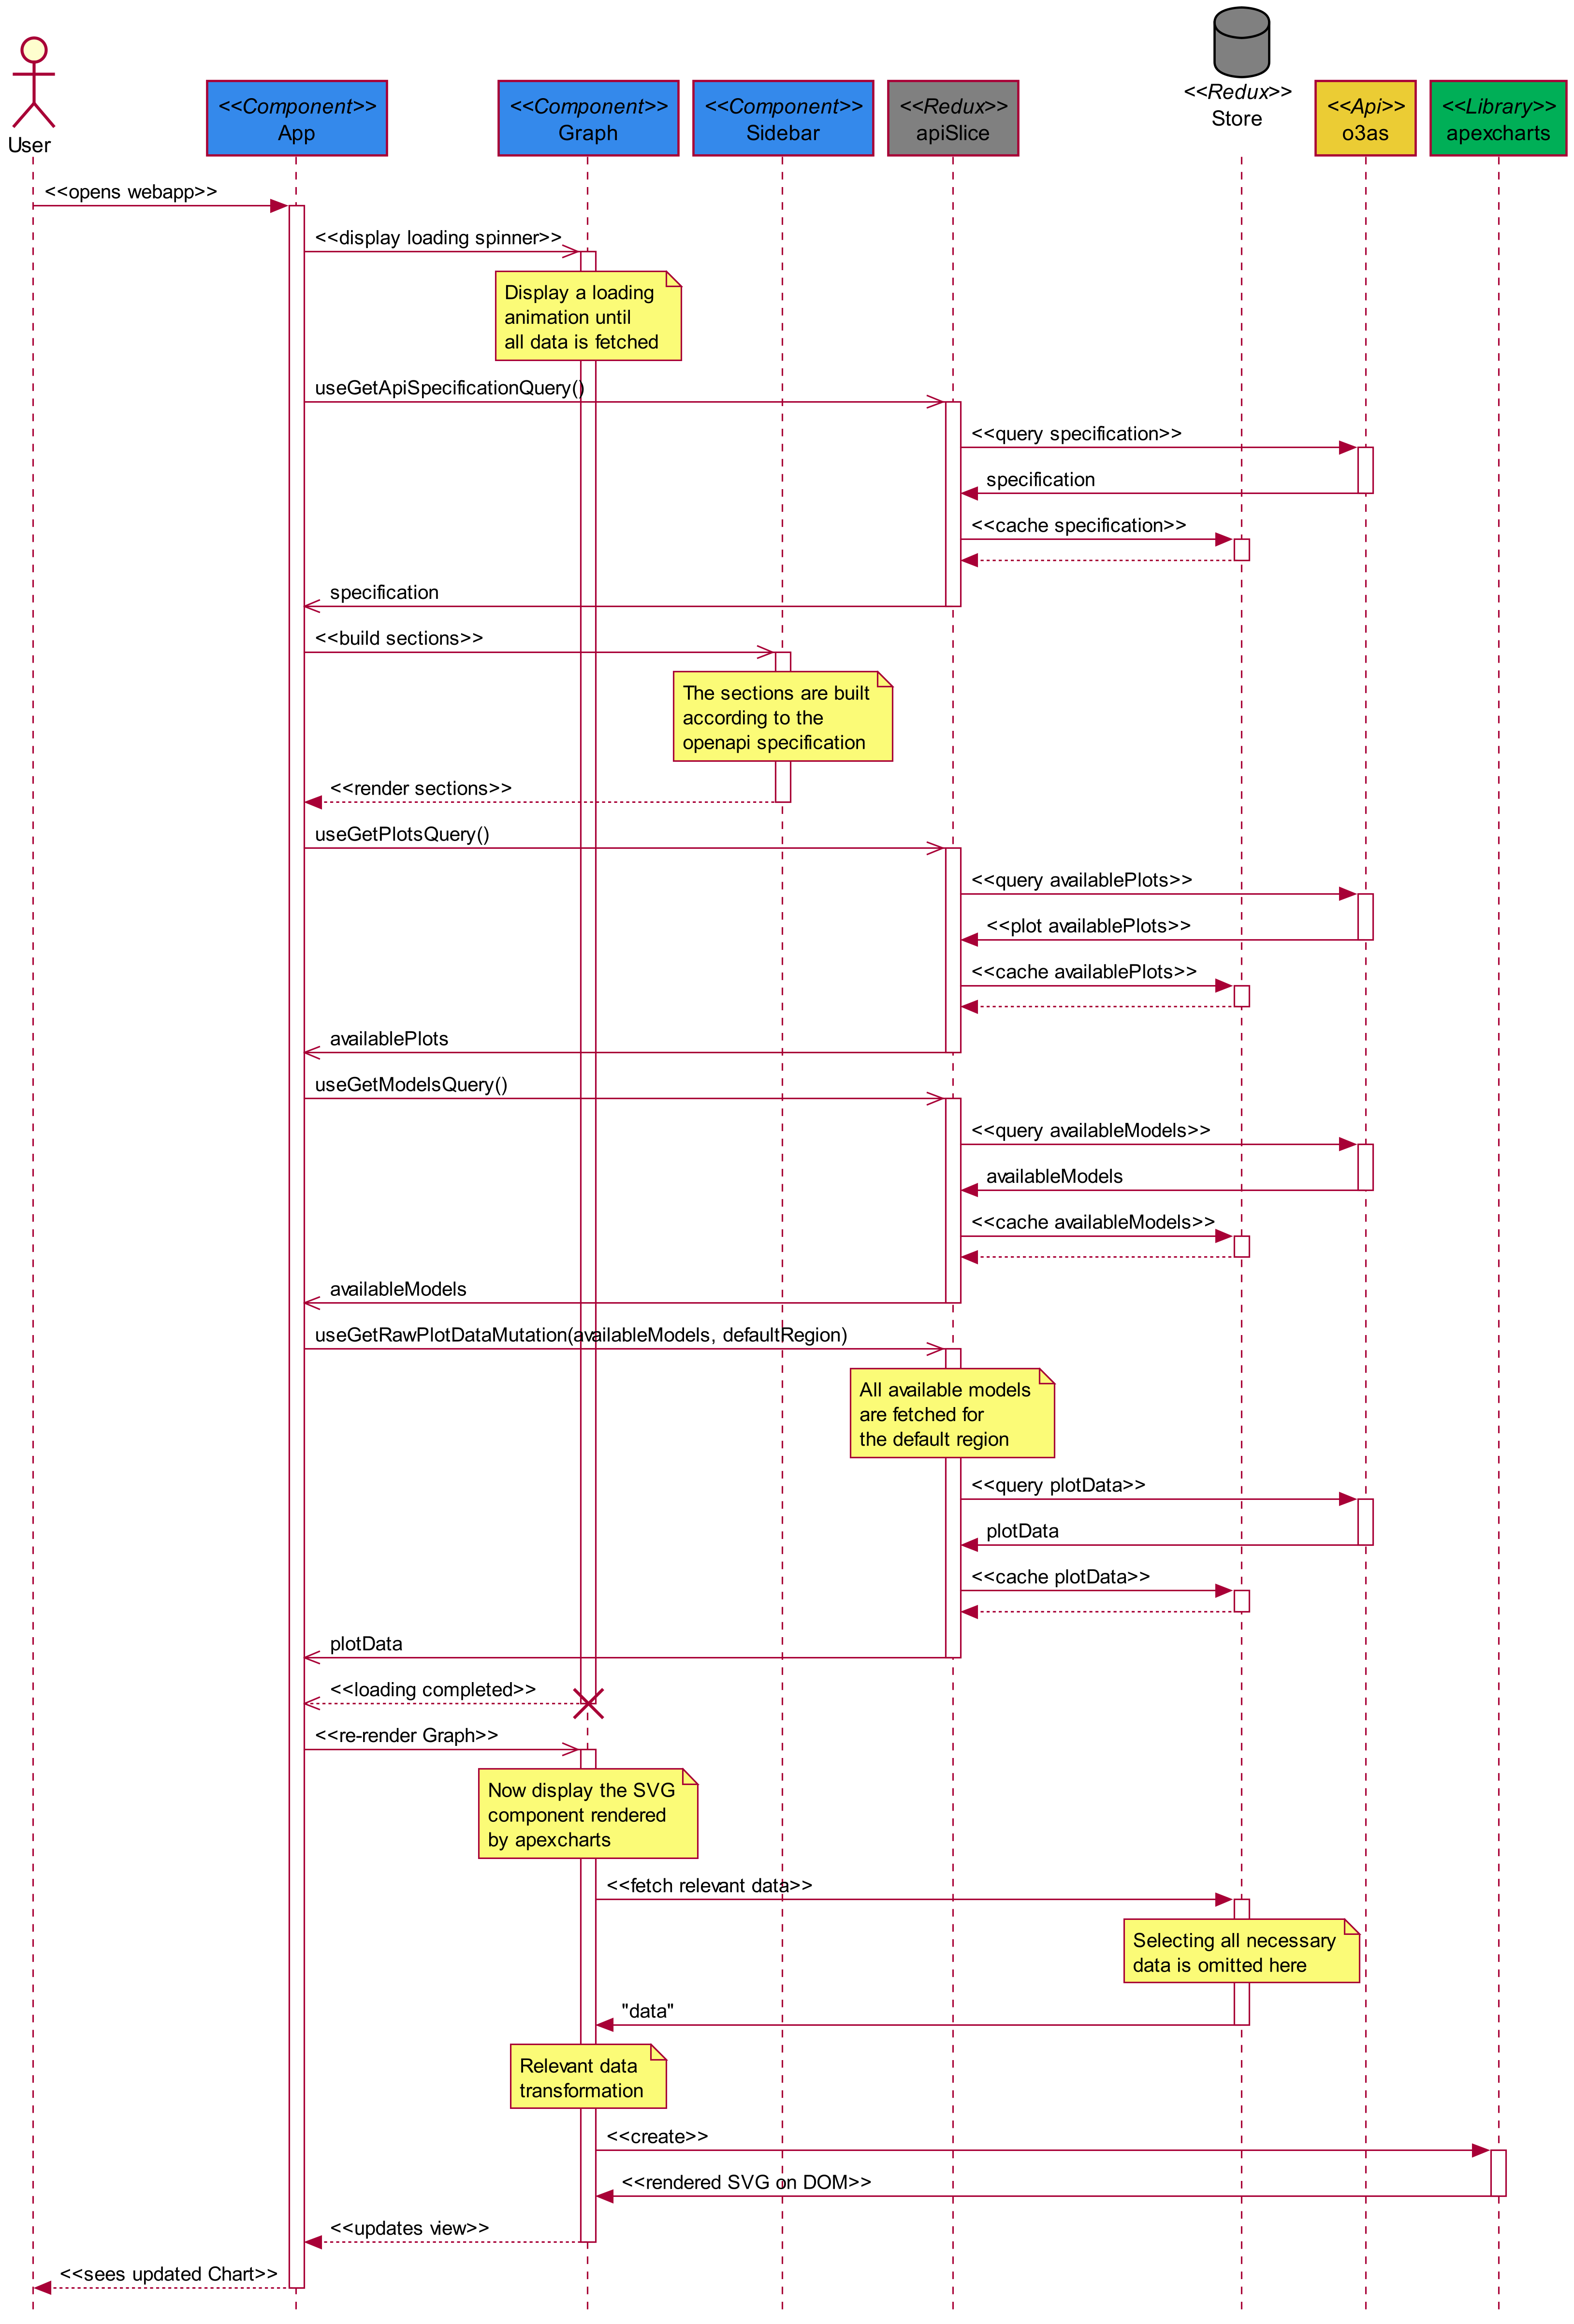 User
<<Component>>
App
<<Component>>
Graph
<<Component>>
Sidebar
<<Redux>>
apiSlice
<<Redux>>
Store
<<Api>>
o3as
<<Library>>
apexcharts
<<opens webapp>>
<<display loading spinner>>
Display a loading
animation until
all data is fetched
useGetApiSpecificationQuery()
<<query specification>>
specification
<<cache specification>>
specification
<<build sections>>
The sections are built
according to the
openapi specification
<<render sections>>
useGetPlotsQuery()
<<query availablePlots>>
<<plot availablePlots>>
<<cache availablePlots>>
availablePlots
useGetModelsQuery()
<<query availableModels>>
availableModels
<<cache availableModels>>
availableModels
useGetRawPlotDataMutation(availableModels, defaultRegion)
All available models
are fetched for
the default region
<<query plotData>>
plotData
<<cache plotData>>
plotData
<<loading completed>>
<<re-render Graph>>
Now display the SVG
component rendered
by apexcharts
<<fetch relevant data>>
Selecting all necessary
data is omitted here
"data"
Relevant data
transformation
<<create>>
<<rendered SVG on DOM>>
<<updates view>>
<<sees updated Chart>>